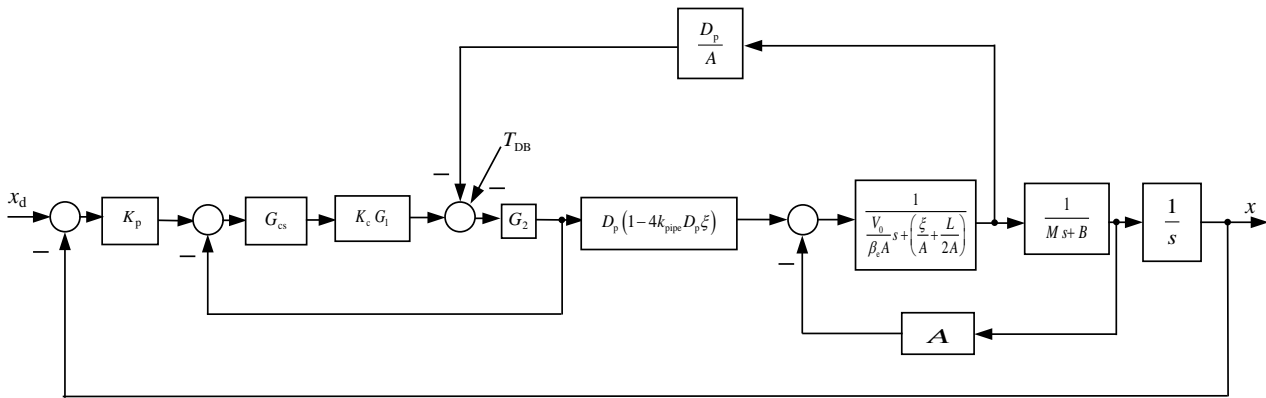 D_p / A
T_DB
x_d
K_p
G_cs
K_c G_1
G_2
D_p (1 − 4k_pipe D_p ξ)
1 / (V_0 / (β_e A) s + (ξ / A + L / 2A))
1 / (M s + B)
1 / s
x
−
−
−
−
−
−
A